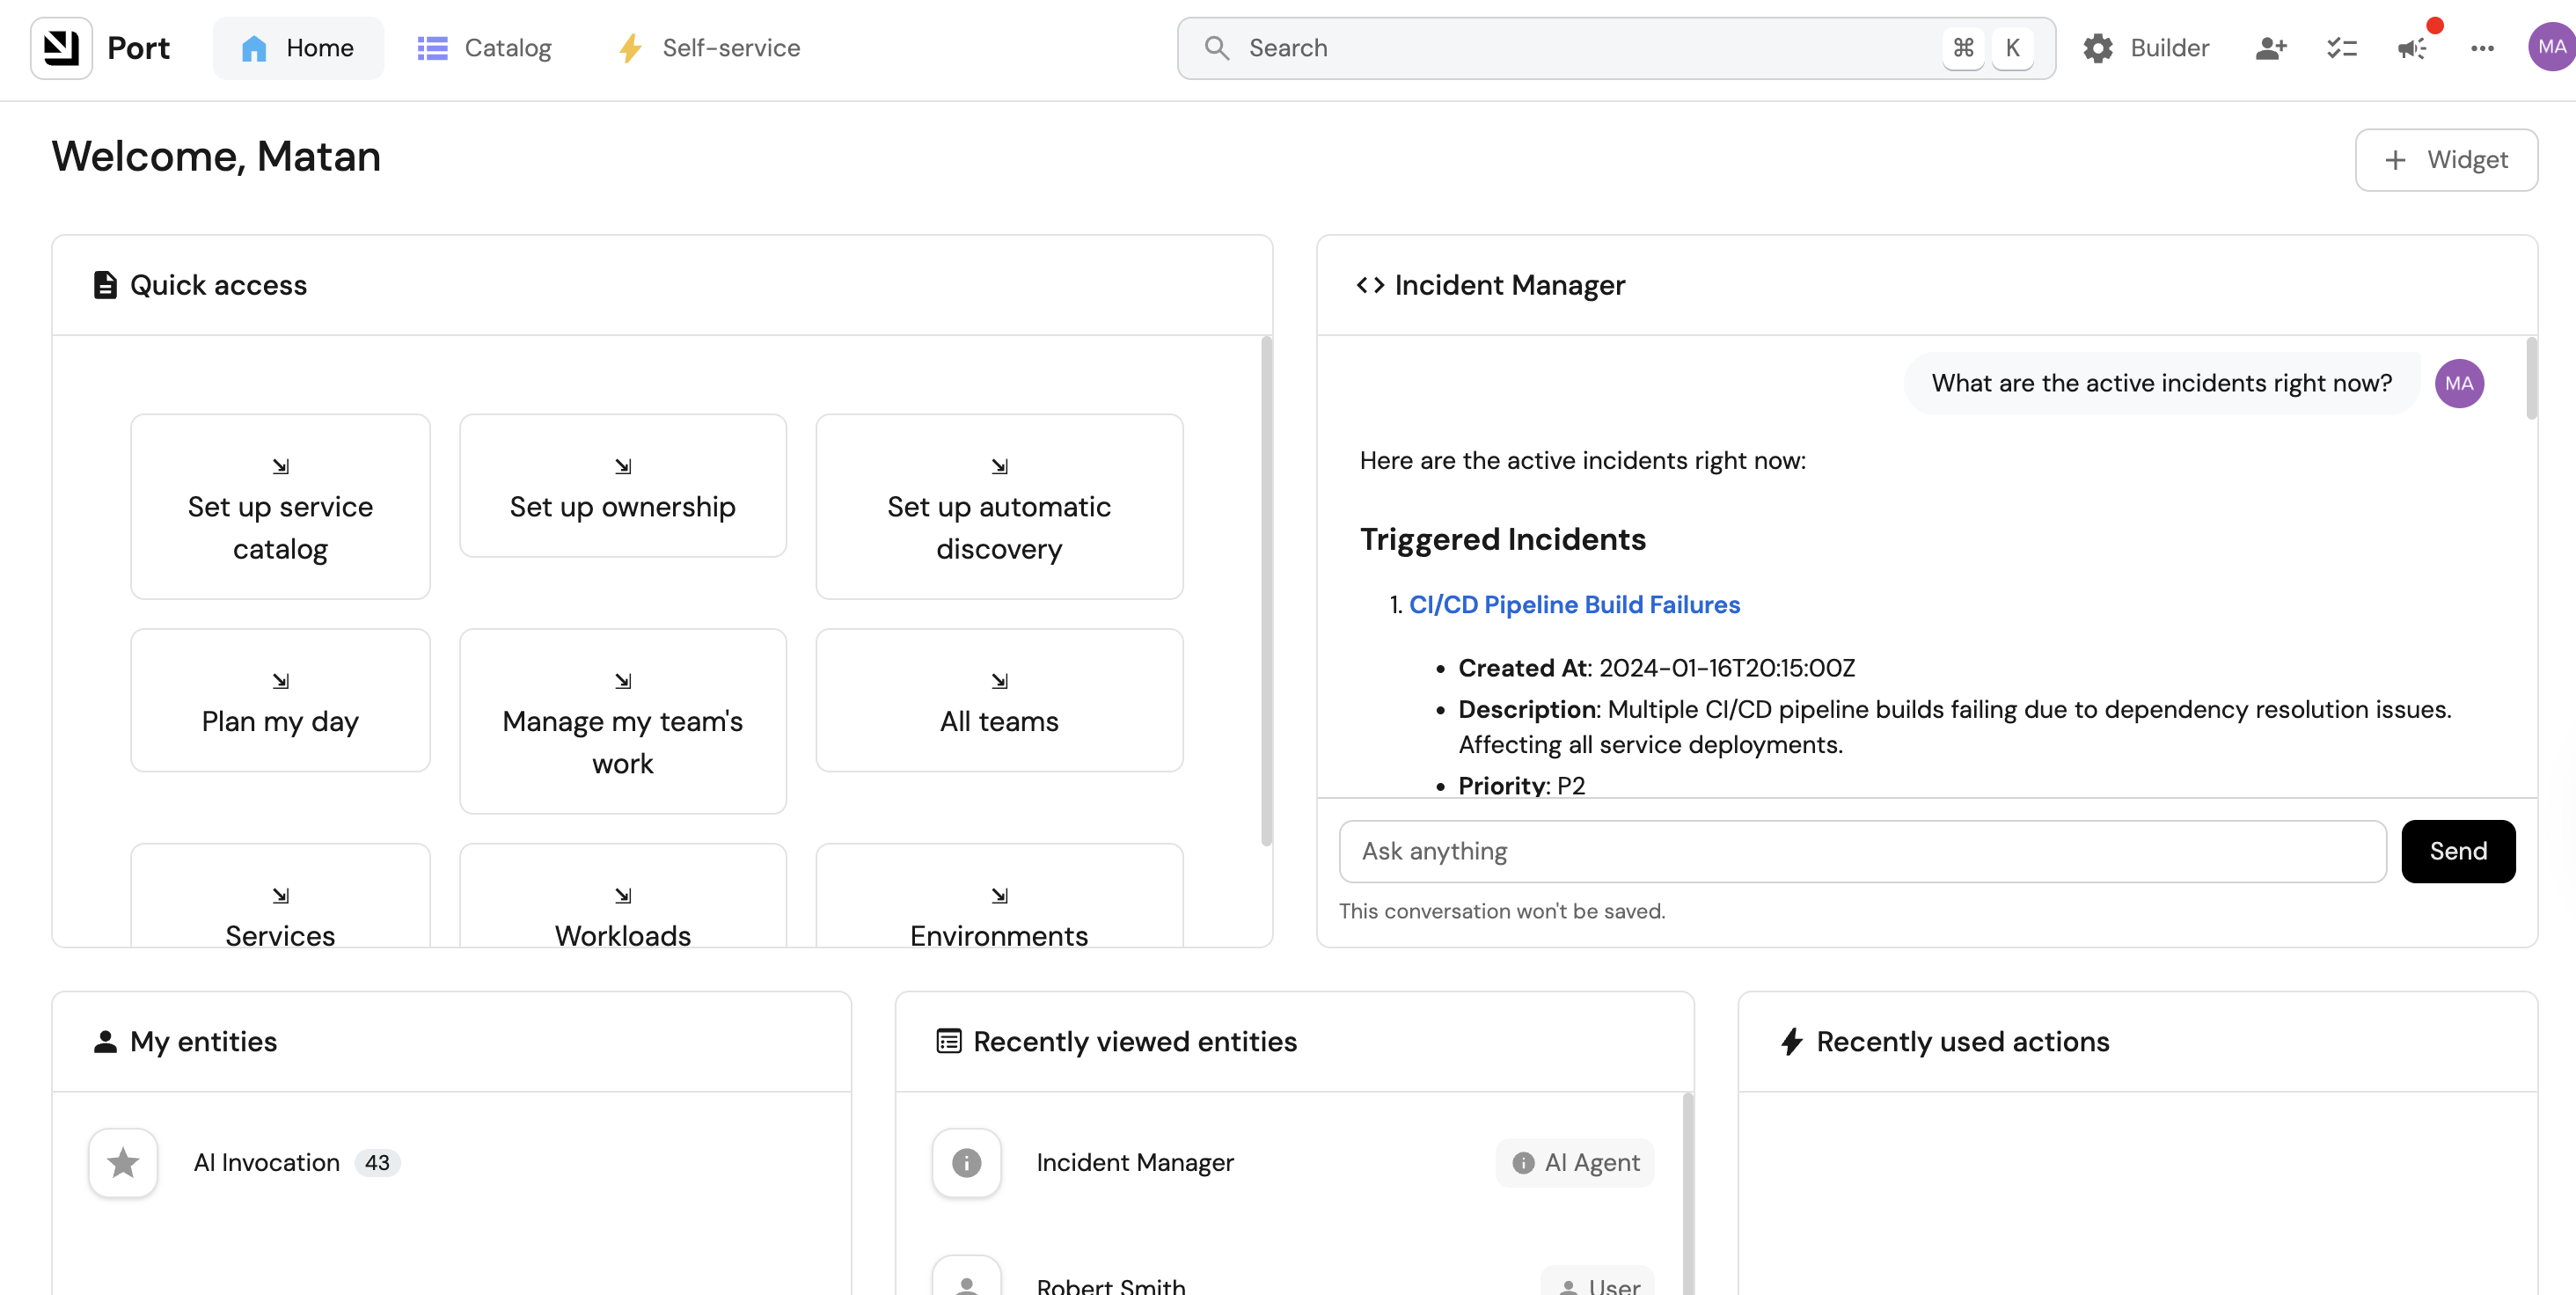 Port
Home
Catalog
Self-service
Search
⌘ K
Builder
MA
Welcome, Matan
+ Widget
Quick access
Set up service
catalog
Set up ownership
Set up automatic
discovery
Plan my day
Manage my team's
work
All teams
Services
Workloads
Environments
Incident Manager
What are the active incidents right now?
MA
Here are the active incidents right now:
Triggered Incidents
1. CI/CD Pipeline Build Failures
• Created At: 2024-01-16T20:15:00Z
• Description: Multiple CI/CD pipeline builds failing due to dependency resolution issues.
Affecting all service deployments.
• Priority: P2
Ask anything
Send
This conversation won't be saved.
My entities
AI Invocation 43
Recently viewed entities
Incident Manager
AI Agent
Robert Smith
User
Recently used actions